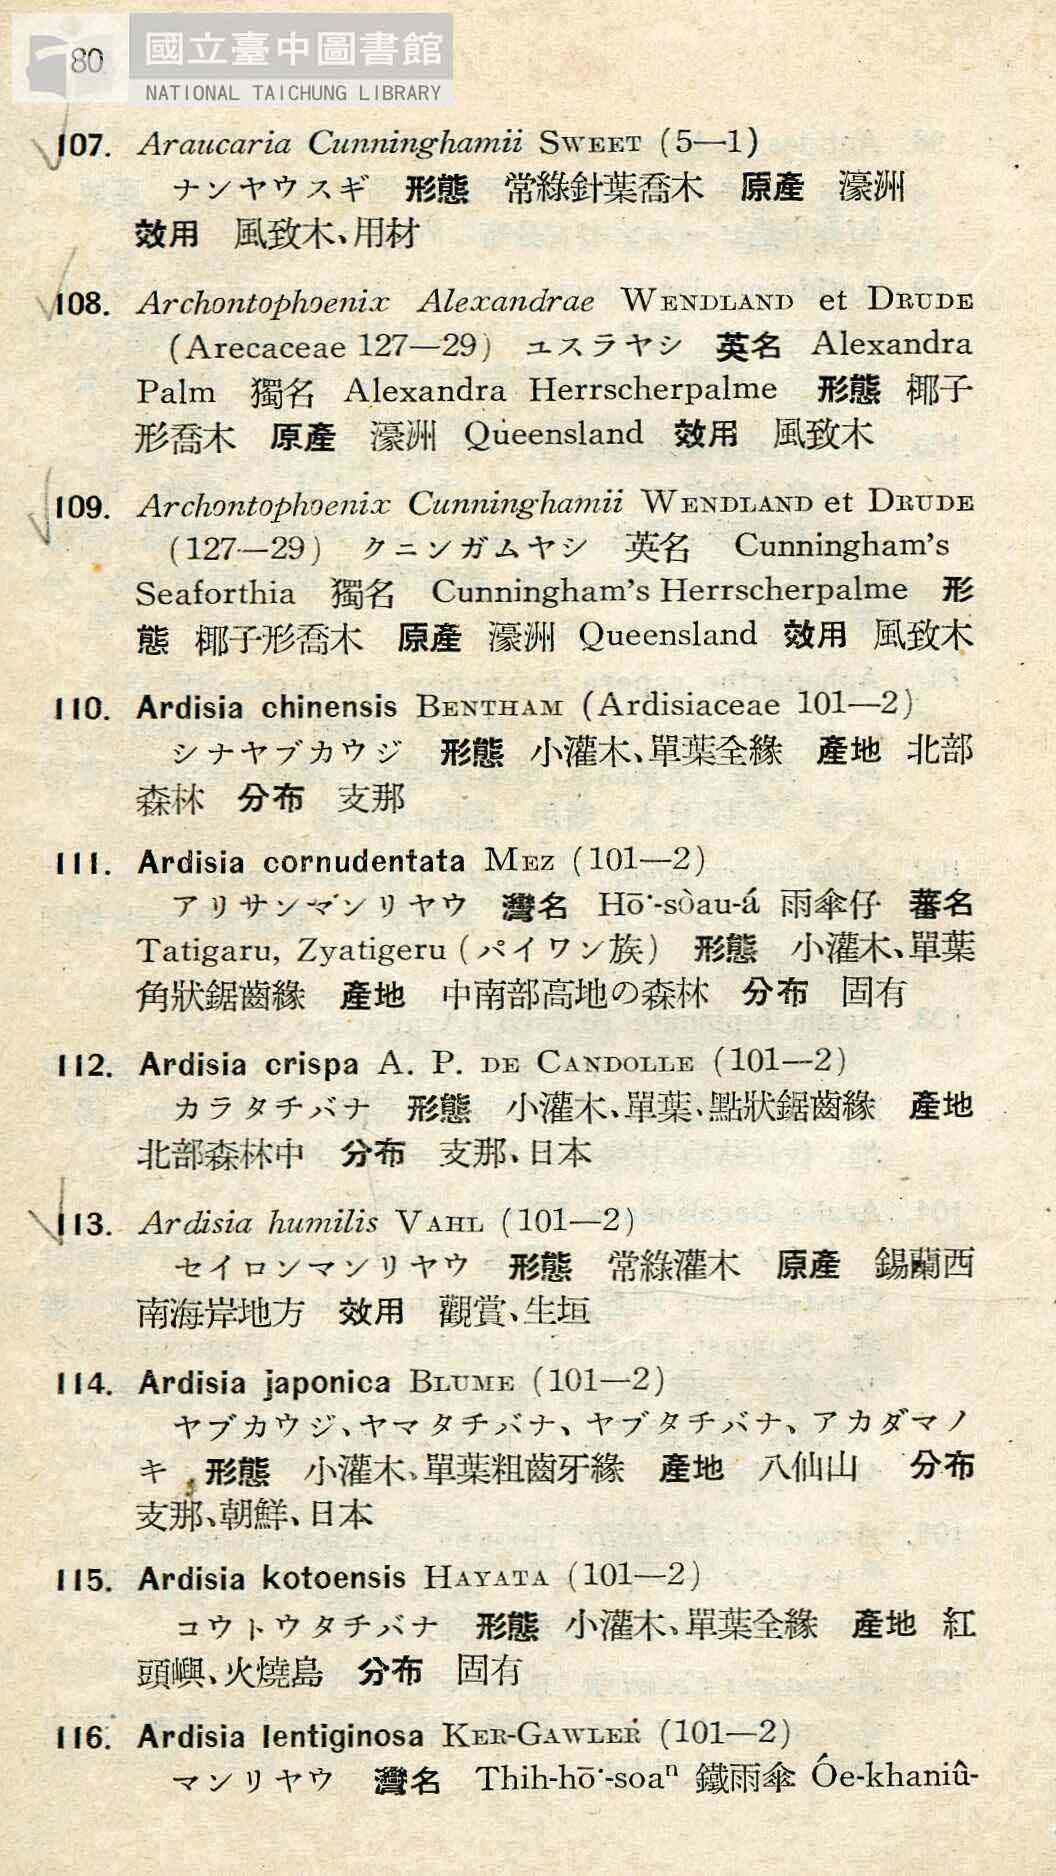 80
國立臺中圖書館
NATIONAL TAICHUNG LIBRARY
107. Araucaria Cunninghamii SWEET (5—1)
ナンヤウスギ 形態 常綠針葉喬木 原產 濠洲
效用 風致木、用材
108. Archontophoenix Alexandrae WENDLAND et DRUDE
(Arecaceae 127—29) ユスラヤシ 英名 Alexandra
Palm 獨名 Alexandra Herrscherpalme 形態 椰子
形喬木 原產 濠洲 Queensland 效用 風致木
109. Archontophoenix Cunninghamii WENDLAND et DRUDE
(127—29) クニンガムヤシ 英名 Cunningham's
Seaforthia 獨名 Cunningham's Herrscherpalme 形
態 椰子形喬木 原產 濠洲 Queensland 效用 風致木
110. Ardisia chinensis BENTHAM (Ardisiaceae 101—2)
シナヤブカウジ 形態 小灌木、單葉全緣 產地 北部
森林 分布 支那
111. Ardisia cornudentata MEZ (101—2)
アリサンマンリヤウ 灣名 Hō͘-sòau-á 雨傘仔 蕃名
Tatigaru, Zyatigeru (パイワン族) 形態 小灌木、單葉
角狀鋸齒緣 產地 中南部高地の森林 分布 固有
112. Ardisia crispa A. P. DE CANDOLLE (101—2)
カラタチバナ 形態 小灌木、單葉、點狀鋸齒緣 產地
北部森林中 分布 支那、日本
113. Ardisia humilis VAHL (101—2)
セイロンマンリヤウ 形態 常綠灌木 原產 錫蘭西
南海岸地方 效用 觀賞、生垣
114. Ardisia japonica BLUME (101—2)
ヤブカウジ、ヤマタチバナ、ヤブタチバナ、アカダマノ
キ 形態 小灌木、單葉粗齒牙緣 產地 八仙山 分布
支那、朝鮮、日本
115. Ardisia kotoensis HAYATA (101—2)
コウトウタチバナ 形態 小灌木、單葉全緣 產地 紅
頭嶼、火燒島 分布 固有
116. Ardisia lentiginosa KER-GAWLER (101—2)
マンリヤウ 灣名 Thih-hō͘-soaⁿ 鐵雨傘 Óe-khaniû-